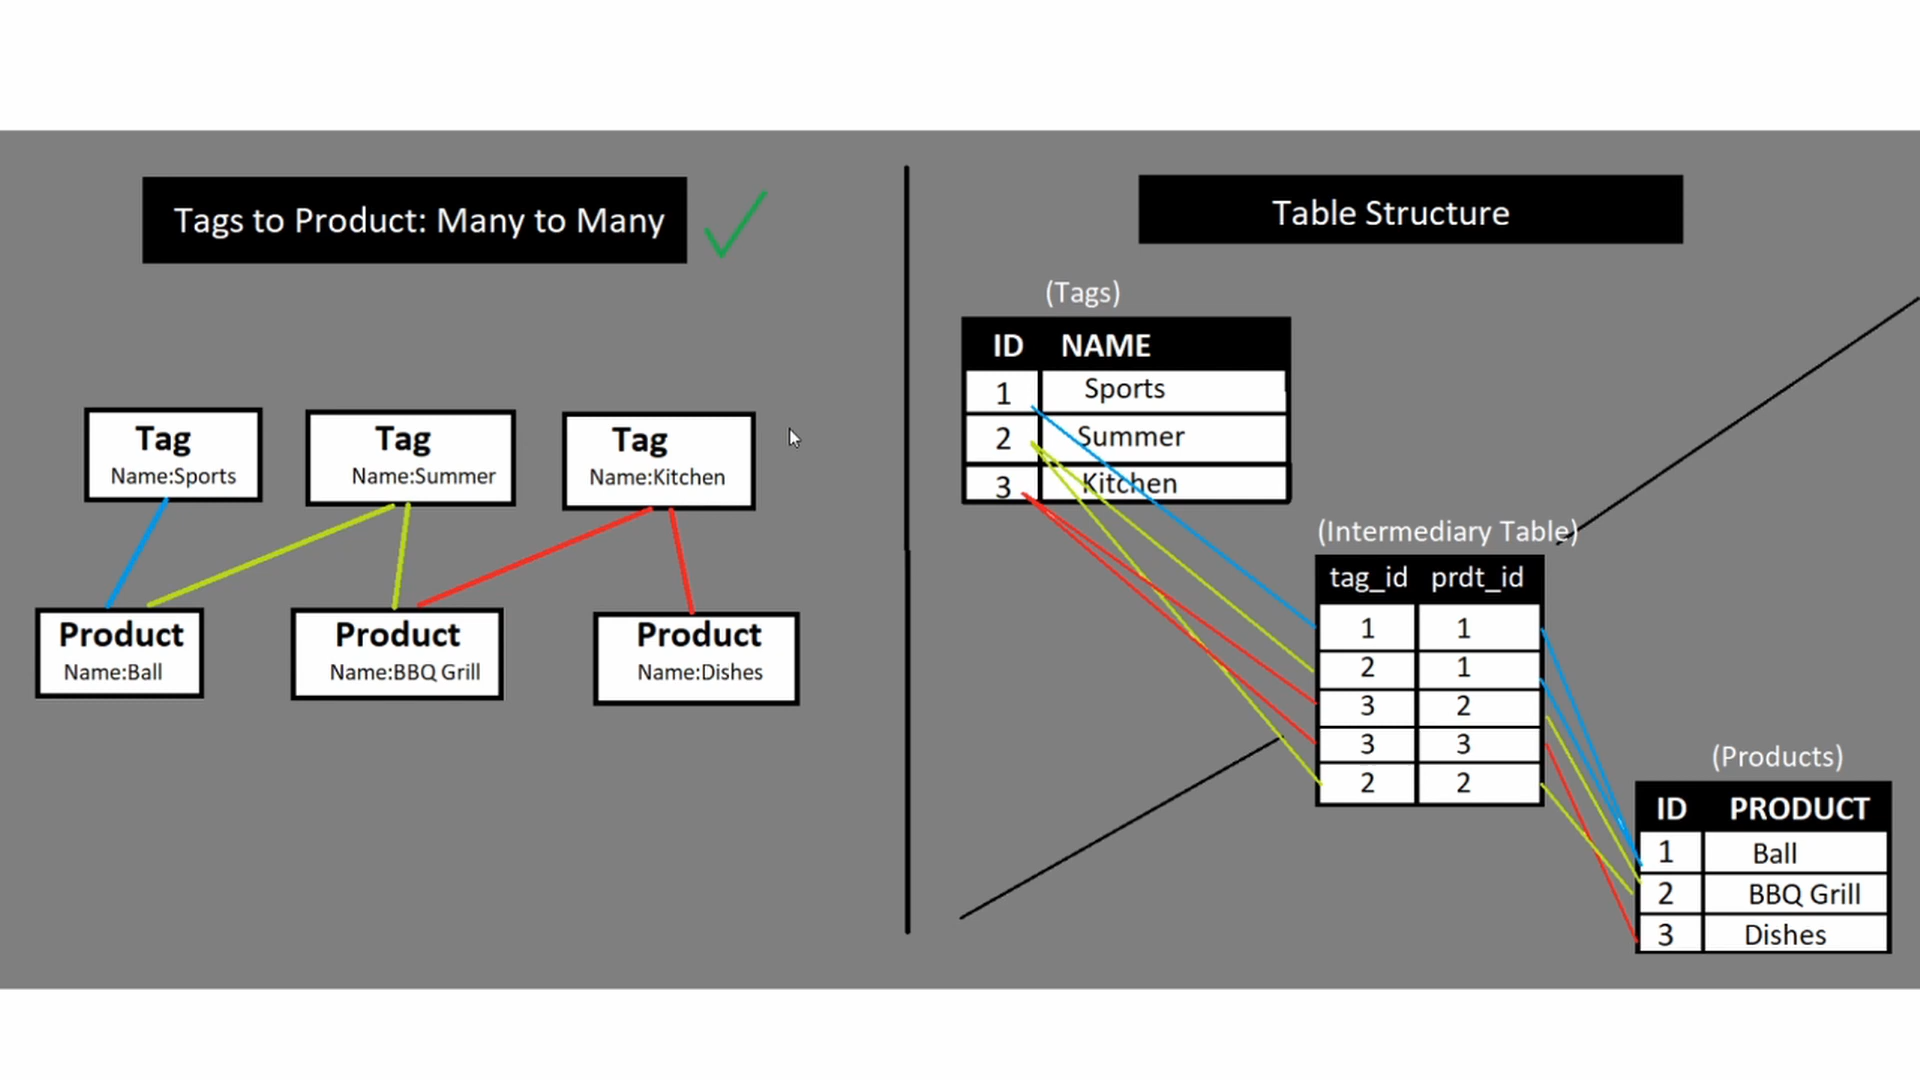 Tags to Product: Many to Many
Tag
Name:Sports
Tag
Name:Summer
Tag
Name:Kitchen
Product
Name:Ball
Product
Name:BBQ Grill
Product
Name:Dishes
Table Structure
(Tags)
ID NAME
1 Sports
2 Summer
3 Kitchen
(Intermediary Table)
tag_id prdt_id
1 1
2 1
3 2
3 3
2 2
(Products)
ID PRODUCT
1 Ball
2 BBQ Grill
3 Dishes